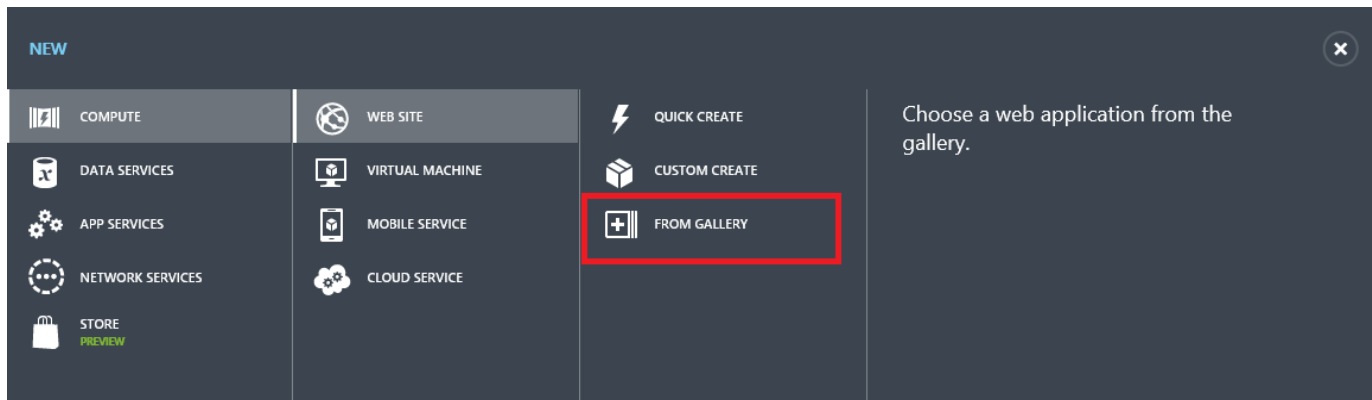 NEW
COMPUTE
DATA SERVICES
APP SERVICES
NETWORK SERVICES
STORE
PREVIEW
WEB SITE
VIRTUAL MACHINE
MOBILE SERVICE
CLOUD SERVICE
QUICK CREATE
CUSTOM CREATE
FROM GALLERY
Choose a web application from the
gallery.